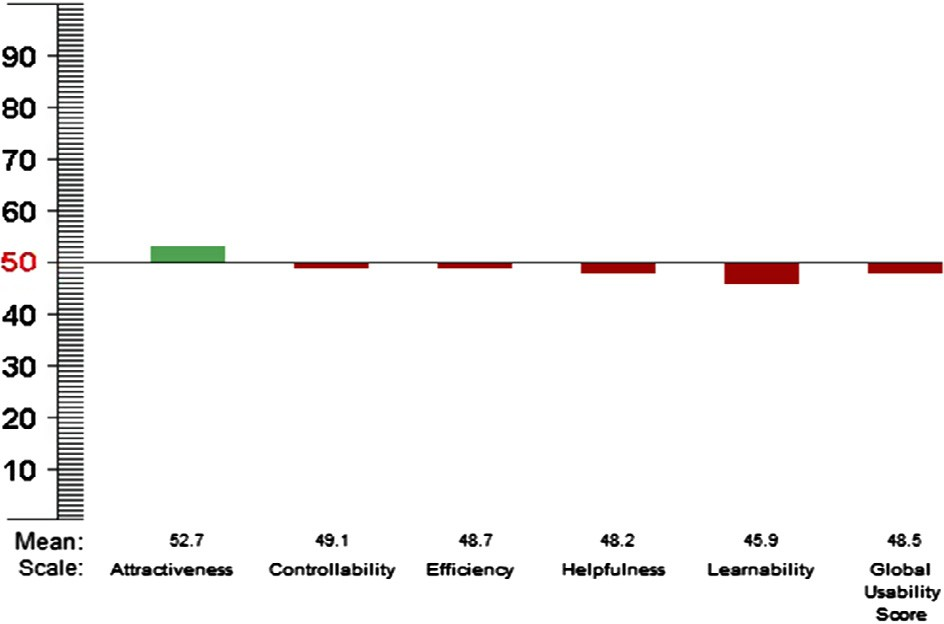 90
80
70
60
50
40
30
20
10
Mean: 52.7 49.1 48.7 48.2 45.9 48.5
Scale: Attractiveness Controllability Efficiency Helpfulness Learnability Global
Usability
Score